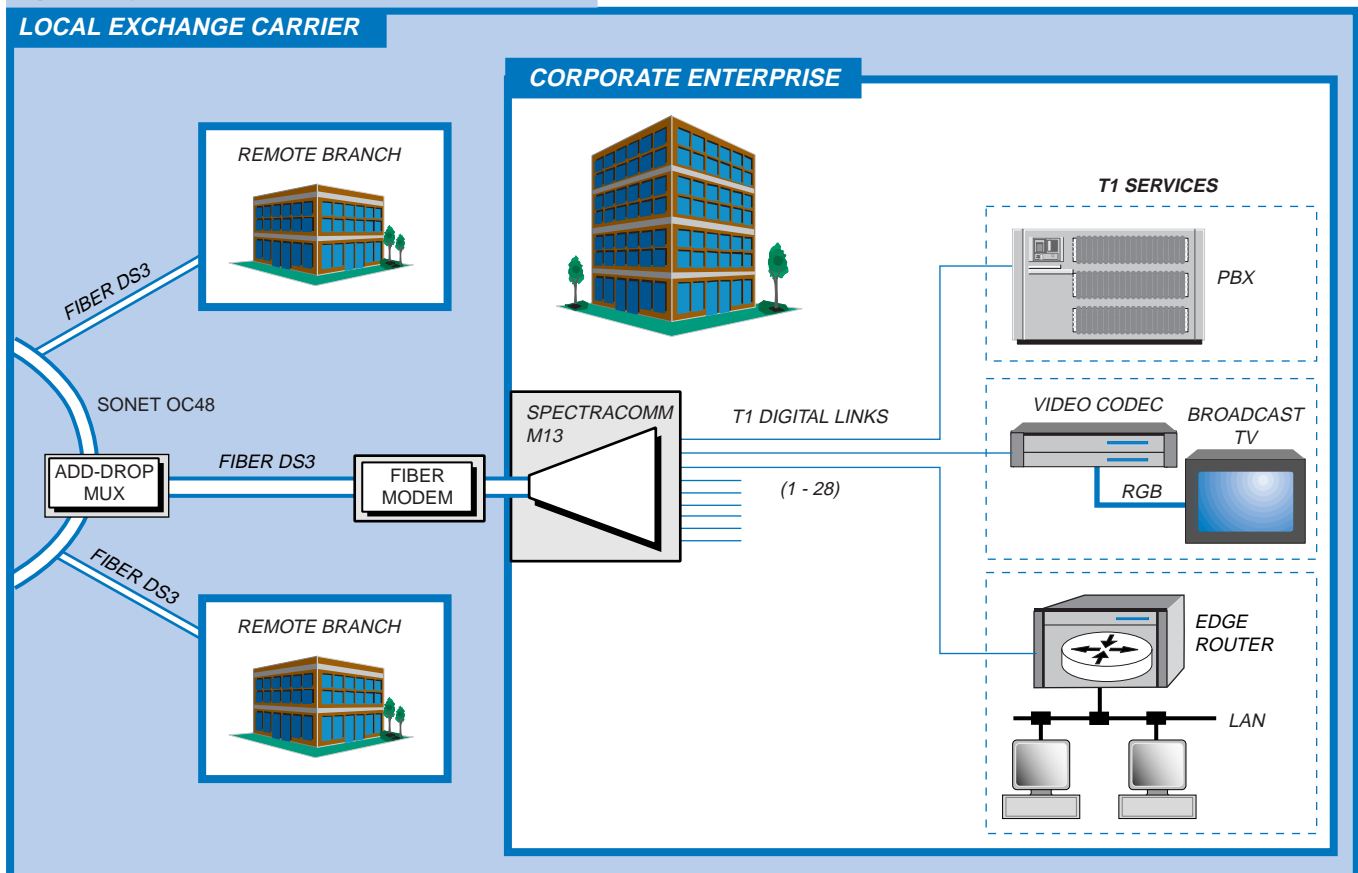 LOCAL EXCHANGE CARRIER
CORPORATE ENTERPRISE
REMOTE BRANCH
T1 SERVICES
FIBER DS3
PBX
SONET OC48
SPECTRACOMM
M13
T1 DIGITAL LINKS
VIDEO CODEC
BROADCAST
TV
ADD-DROP
MUX
FIBER DS3
FIBER
MODEM
(1 - 28)
RGB
FIBER DS3
REMOTE BRANCH
EDGE
ROUTER
LAN